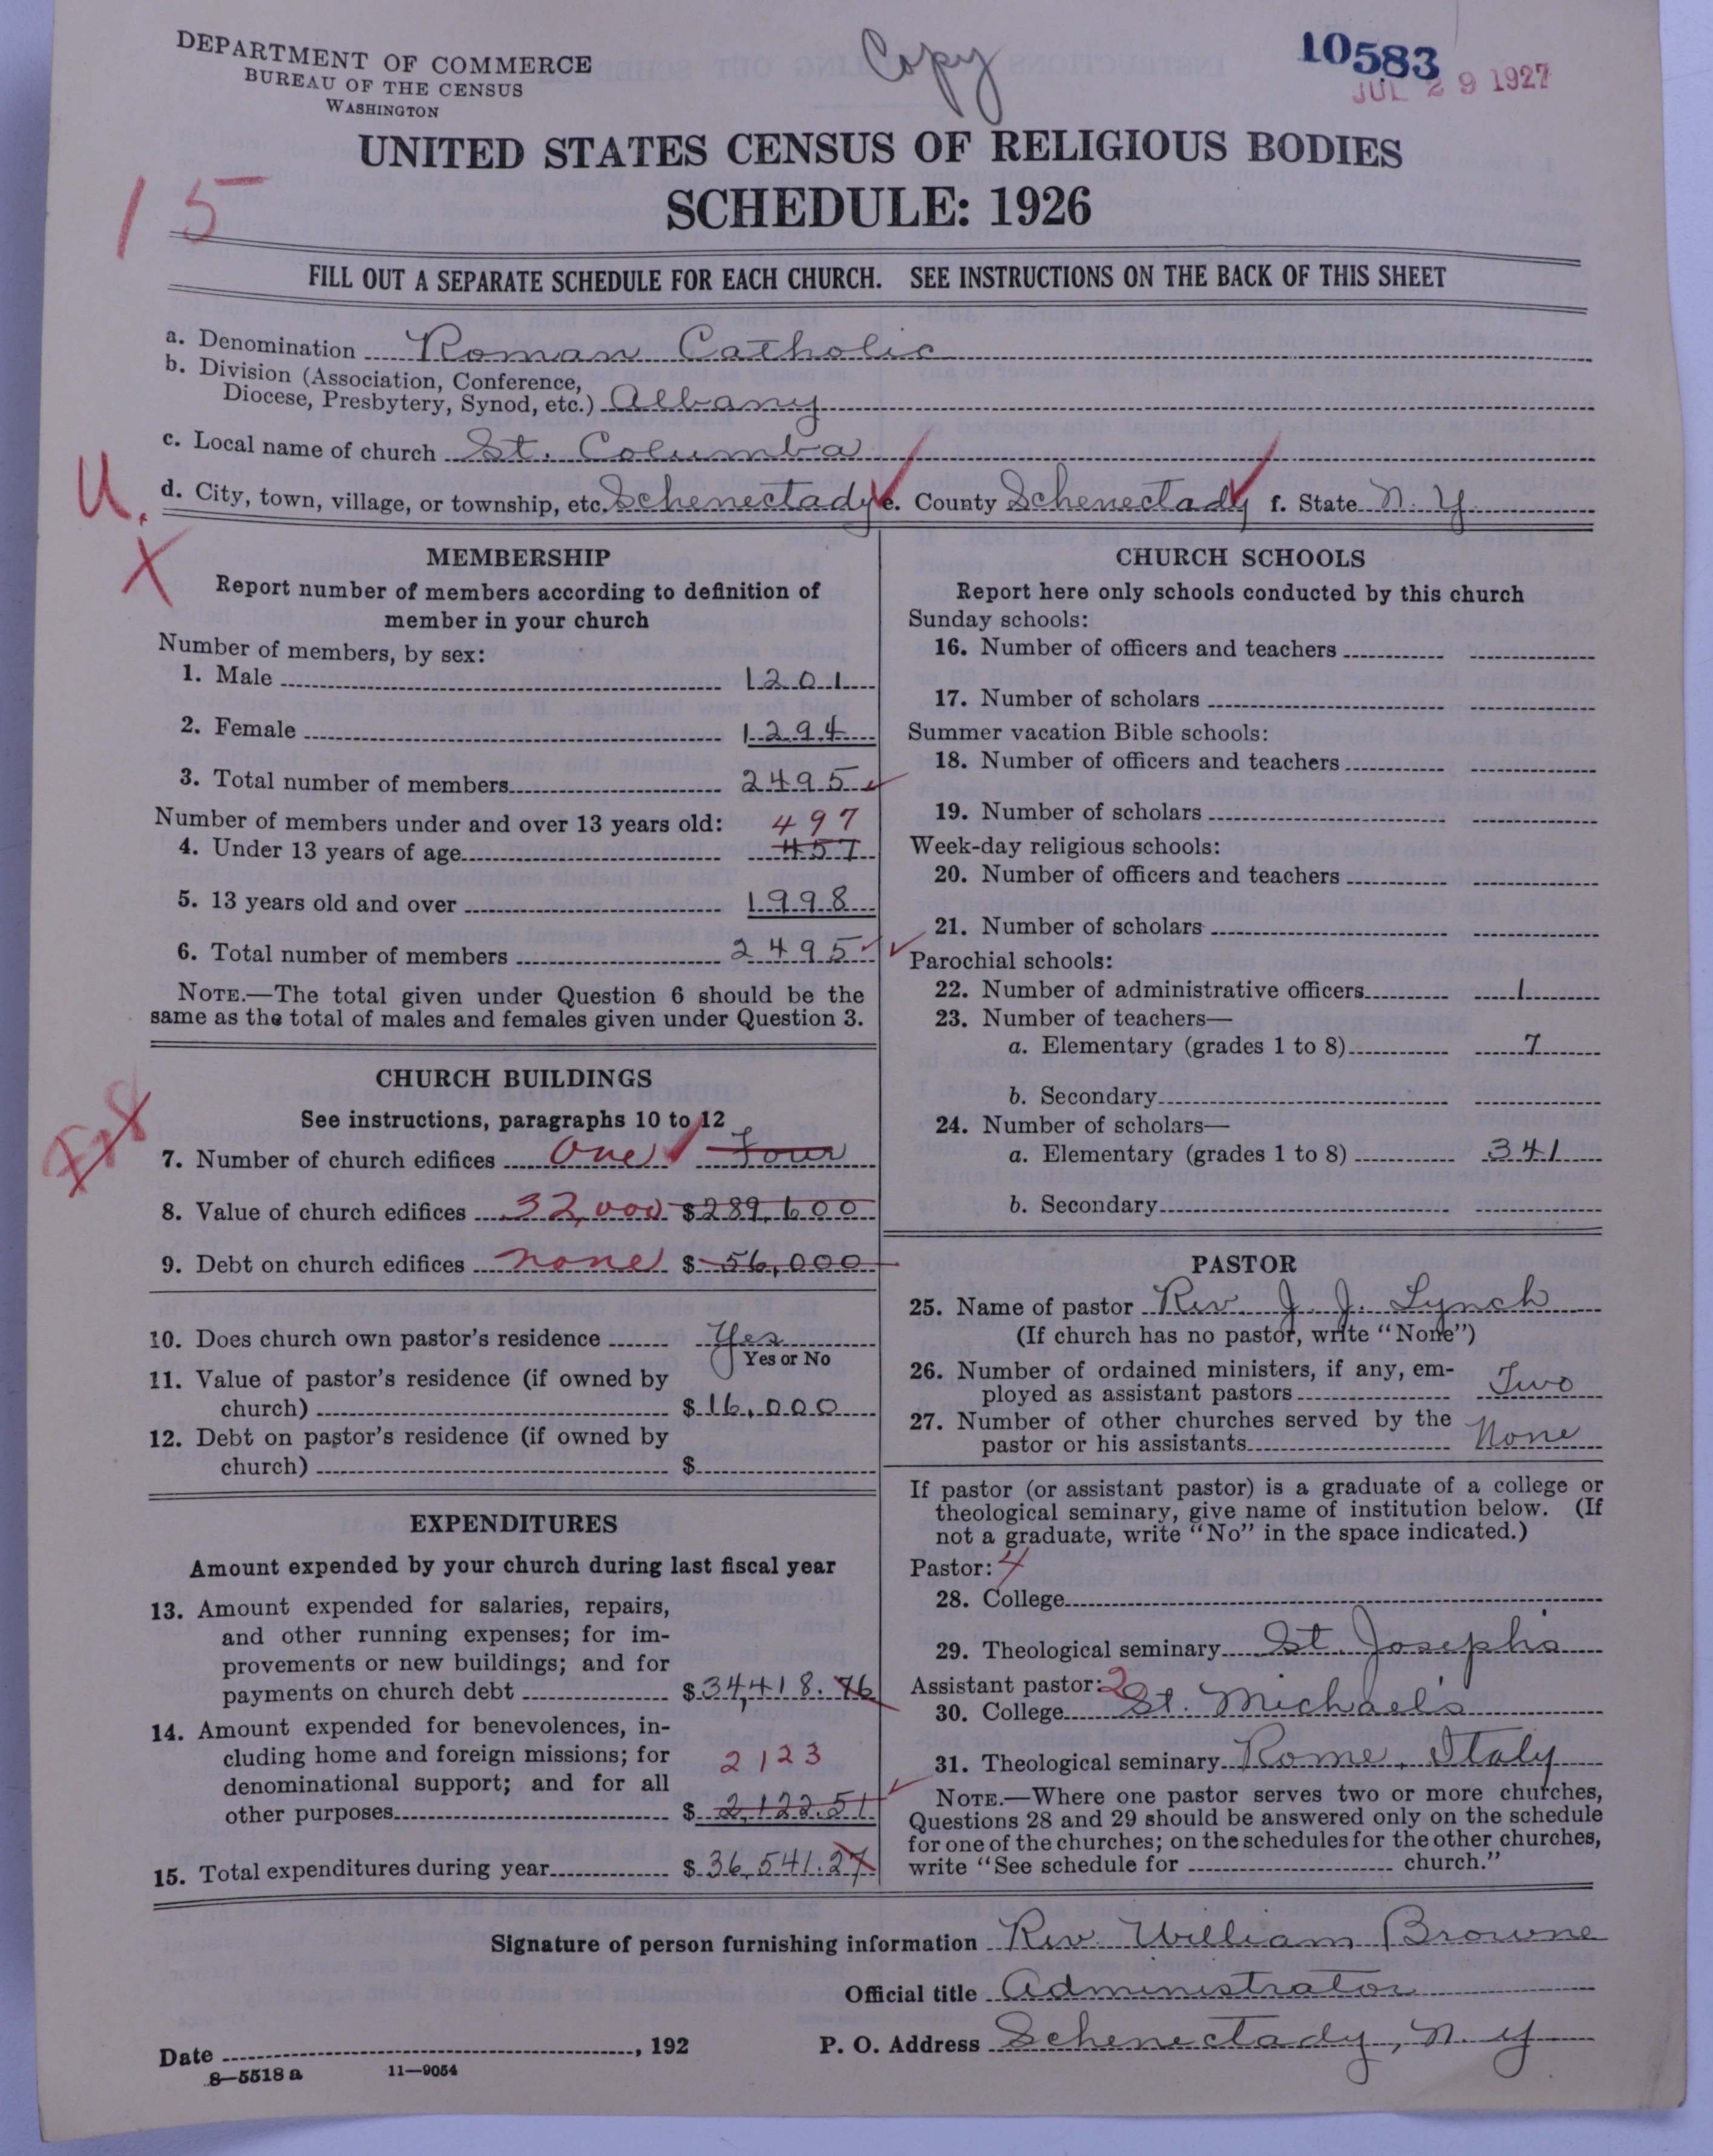 DEPARTMENT OF COMMERCE
BUREAU OF THE CENSUS
WASHINGTON
Copy
10583
JUL 29 1927
UNITED STATES CENSUS OF RELIGIOUS BODIES
SCHEDULE: 1926
15
FILL OUT A SEPARATE SCHEDULE FOR EACH CHURCH. SEE INSTRUCTIONS ON THE BACK OF THIS SHEET
a. Denomination Roman Catholic
b. Division (Association, Conference,
Diocese, Presbytery, Synod, etc.) Albany
c. Local name of church St. Columba
U.
d. City, town, village, or township, etc. Schenectady e. County Schenectady f. State N. Y.
X
MEMBERSHIP
Report number of members according to definition of
member in your church
Number of members, by sex:
1. Male 1201
2. Female 1294
3. Total number of members 2495
Number of members under and over 13 years old: 497
4. Under 13 years of age 457
5. 13 years old and over 1998
6. Total number of members 2495
NOTE.—The total given under Question 6 should be the
same as the total of males and females given under Question 3.
CHURCH BUILDINGS
See instructions, paragraphs 10 to 12
7. Number of church edifices One Four
8. Value of church edifices 32,000 $289,600
9. Debt on church edifices none $56,000
10. Does church own pastor's residence Yes
Yes or No
11. Value of pastor's residence (if owned by
church) $16,000
12. Debt on pastor's residence (if owned by
church) $
EXPENDITURES
Amount expended by your church during last fiscal year
13. Amount expended for salaries, repairs,
and other running expenses; for im-
provements or new buildings; and for
payments on church debt $34,418.76
14. Amount expended for benevolences, in-
cluding home and foreign missions; for 2123
denominational support; and for all
other purposes $2,122.51
15. Total expenditures during year $36,541.27
CHURCH SCHOOLS
Report here only schools conducted by this church
Sunday schools:
16. Number of officers and teachers
17. Number of scholars
Summer vacation Bible schools:
18. Number of officers and teachers
19. Number of scholars
Week-day religious schools:
20. Number of officers and teachers
21. Number of scholars
Parochial schools:
22. Number of administrative officers 1
23. Number of teachers—
a. Elementary (grades 1 to 8) 7
b. Secondary
24. Number of scholars—
a. Elementary (grades 1 to 8) 341
b. Secondary
PASTOR
25. Name of pastor Rev. J. J. Lynch
(If church has no pastor, write "None")
26. Number of ordained ministers, if any, em-
ployed as assistant pastors Two
27. Number of other churches served by the
pastor or his assistants None
If pastor (or assistant pastor) is a graduate of a college or
theological seminary, give name of institution below. (If
not a graduate, write "No" in the space indicated.)
Pastor: 4
28. College
29. Theological seminary St. Joseph's
Assistant pastor: 2
30. College St. Michael's
31. Theological seminary Rome, Italy
NOTE.—Where one pastor serves two or more churches,
Questions 28 and 29 should be answered only on the schedule
for one of the churches; on the schedules for the other churches,
write "See schedule for church."
Signature of person furnishing information Rev. William Browne
Official title Administrator
Date , 192 P. O. Address Schenectady, N. Y
8—5518 a 11—9054